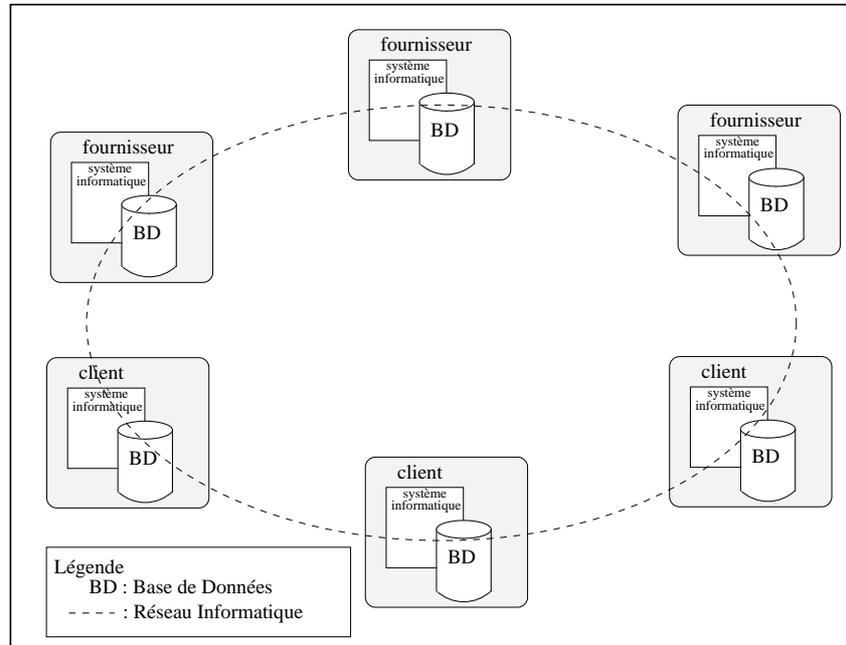 fournisseur
système
informatique
BD
fournisseur
système
informatique
BD
fournisseur
système
informatique
BD
client
système
informatique
BD
client
système
informatique
BD
client
système
informatique
BD
Légende
BD : Base de Données
: Réseau Informatique